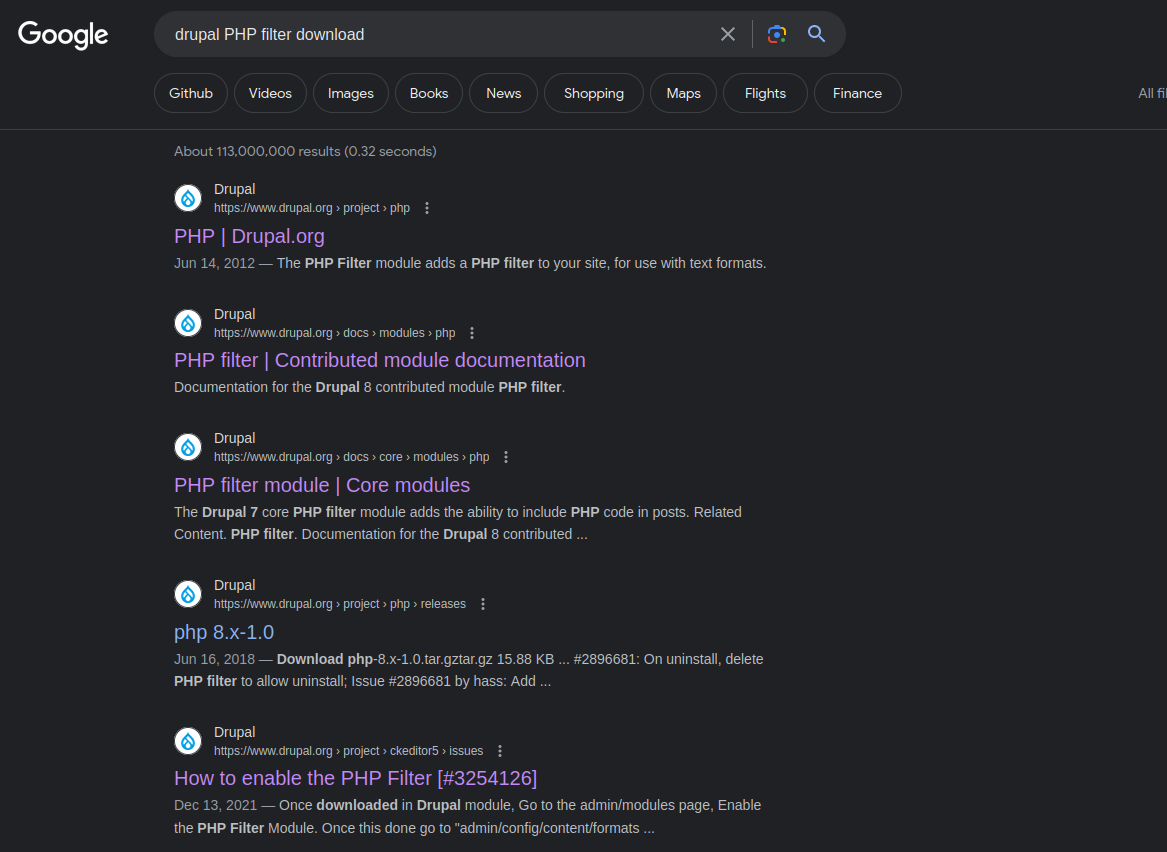 Google
drupal PHP filter download
Github Videos Images Books News Shopping Maps Flights Finance All fil
About 113,000,000 results (0.32 seconds)
Drupal
https://www.drupal.org › project › php
PHP | Drupal.org
Jun 14, 2012 — The PHP Filter module adds a PHP filter to your site, for use with text formats.
Drupal
https://www.drupal.org › docs › modules › php
PHP filter | Contributed module documentation
Documentation for the Drupal 8 contributed module PHP filter.
Drupal
https://www.drupal.org › docs › core › modules › php
PHP filter module | Core modules
The Drupal 7 core PHP filter module adds the ability to include PHP code in posts. Related
Content. PHP filter. Documentation for the Drupal 8 contributed ...
Drupal
https://www.drupal.org › project › php › releases
php 8.x-1.0
Jun 16, 2018 — Download php-8.x-1.0.tar.gztar.gz 15.88 KB ... #2896681: On uninstall, delete
PHP filter to allow uninstall; Issue #2896681 by hass: Add ...
Drupal
https://www.drupal.org › project › ckeditor5 › issues
How to enable the PHP Filter [#3254126]
Dec 13, 2021 — Once downloaded in Drupal module, Go to the admin/modules page, Enable
the PHP Filter Module. Once this done go to "admin/config/content/formats ...